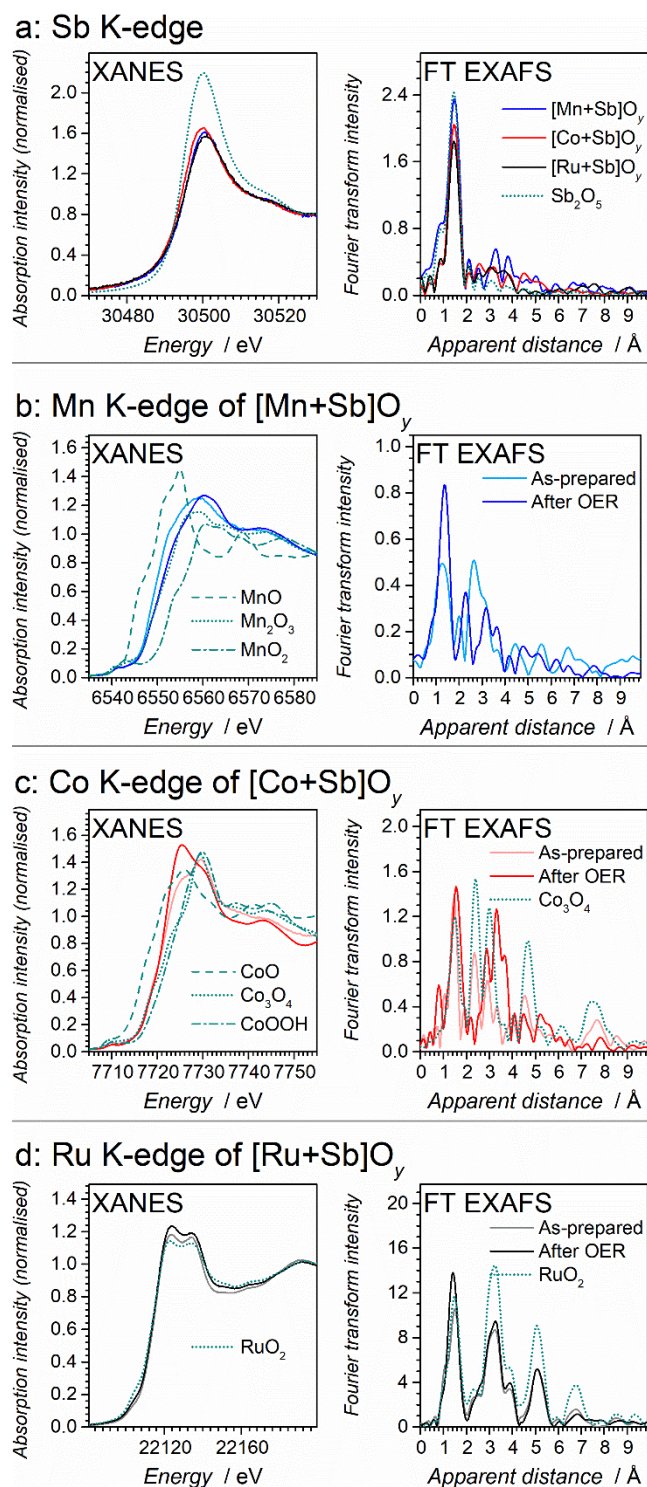 a: Sb K-edge
XANES
Absorption intensity (normalised)
2.0
1.6
1.2
0.8
0.4
0.0
30480 30500 30520
Energy / eV
FT EXAFS
Fourier transform intensity
2.4
1.6
0.8
0.0
[Mn+Sb]Oy
[Co+Sb]Oy
[Ru+Sb]Oy
Sb2O5
0 1 2 3 4 5 6 7 8 9
Apparent distance / Å
b: Mn K-edge of [Mn+Sb]Oy
XANES
Absorption intensity (normalised)
1.6
1.4
1.2
1.0
0.8
0.6
0.4
0.2
0.0
MnO
Mn2O3
MnO2
6540 6550 6560 6570 6580
Energy / eV
FT EXAFS
Fourier transform intensity
1.0
0.8
0.6
0.4
0.2
0.0
As-prepared
After OER
0 1 2 3 4 5 6 7 8 9
Apparent distance / Å
c: Co K-edge of [Co+Sb]Oy
XANES
Absorption intensity (normalised)
1.6
1.4
1.2
1.0
0.8
0.6
0.4
0.2
0.0
CoO
Co3O4
CoOOH
7710 7720 7730 7740 7750
Energy / eV
FT EXAFS
Fourier transform intensity
2.0
1.6
1.2
0.8
0.4
0.0
As-prepared
After OER
Co3O4
0 1 2 3 4 5 6 7 8 9
Apparent distance / Å
d: Ru K-edge of [Ru+Sb]Oy
XANES
Absorption intensity (normalised)
1.4
1.2
1.0
0.8
0.6
0.4
0.2
0.0
RuO2
22120 22160
Energy / eV
FT EXAFS
Fourier transform intensity
20
16
12
8
4
0
As-prepared
After OER
RuO2
0 1 2 3 4 5 6 7 8 9
Apparent distance / Å